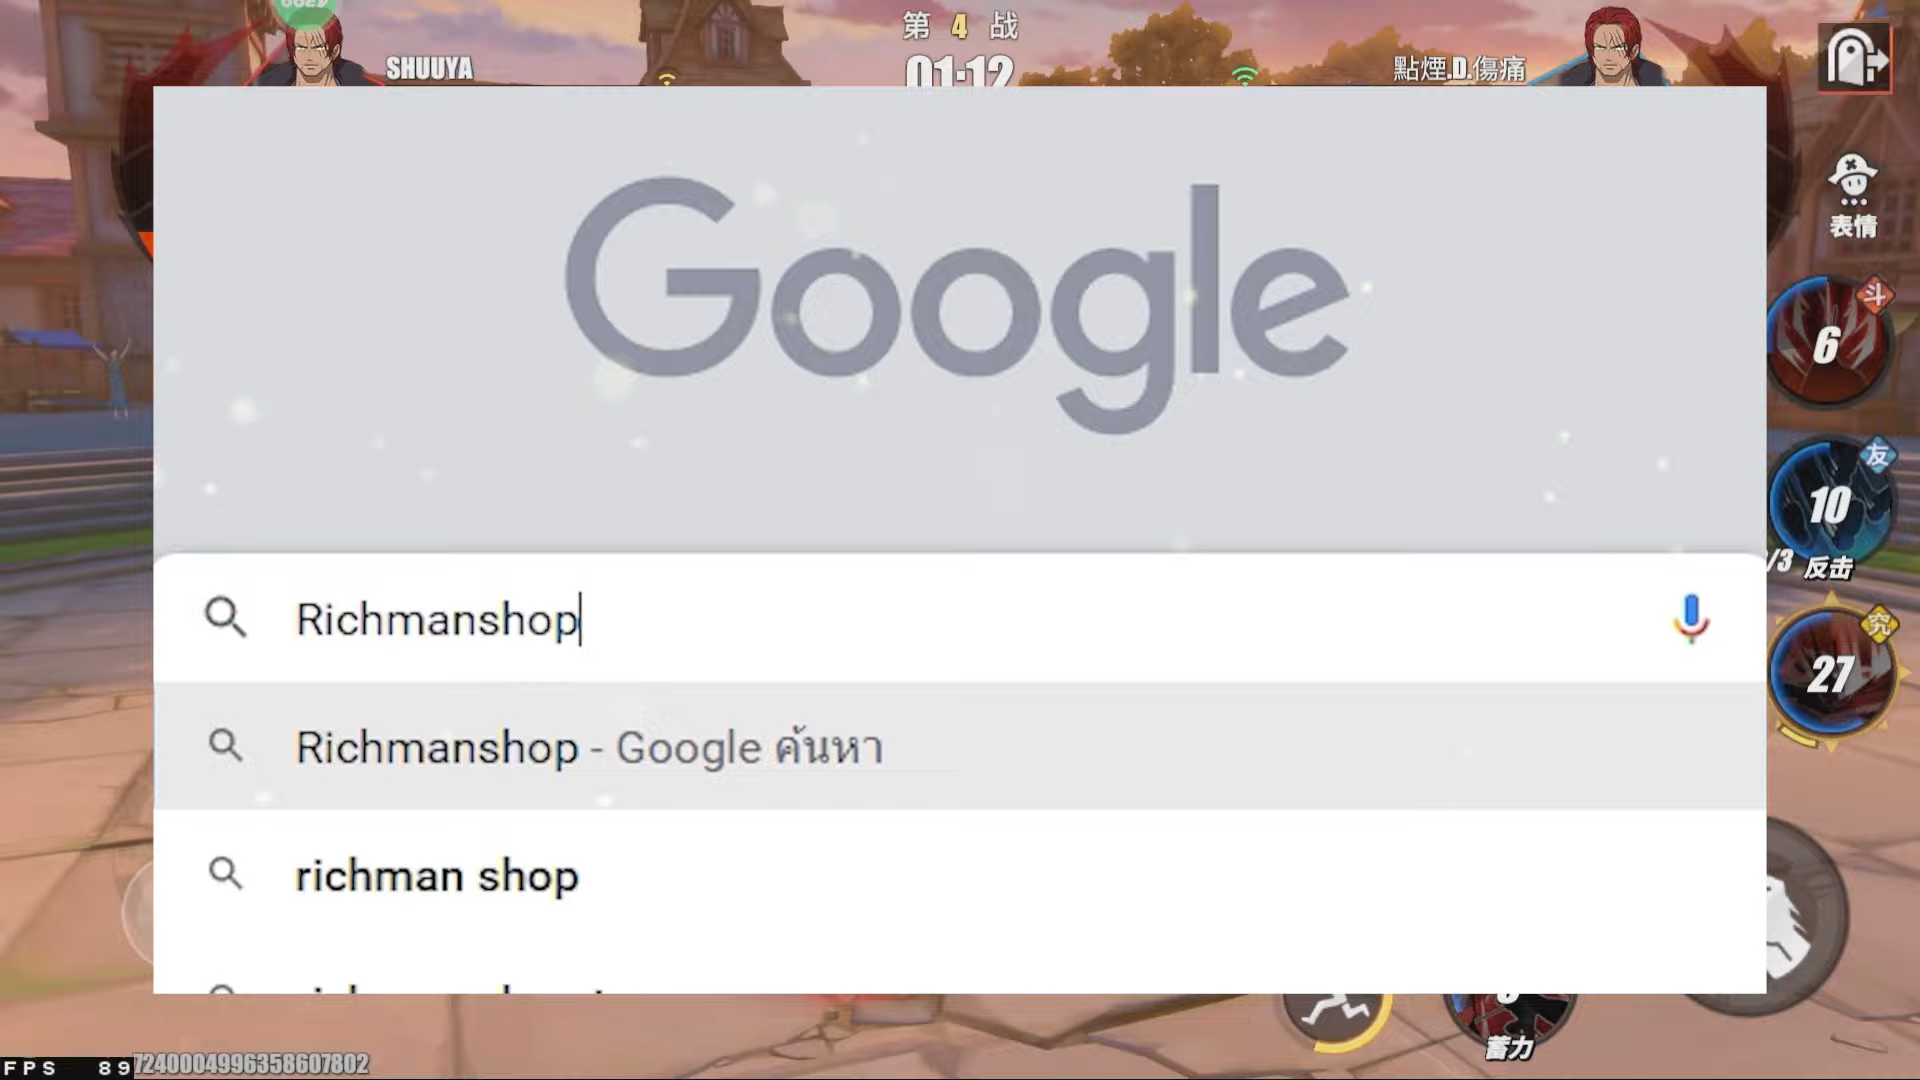 第 4 战
SHUUYA
01:12
點煙.D.傷痛
表情
Google
斗
6
友
10
/3 反击
Richmanshop
究
27
Richmanshop - Google ค้นหา
richman shop
蓄力
FPS 89
7240004996358607802